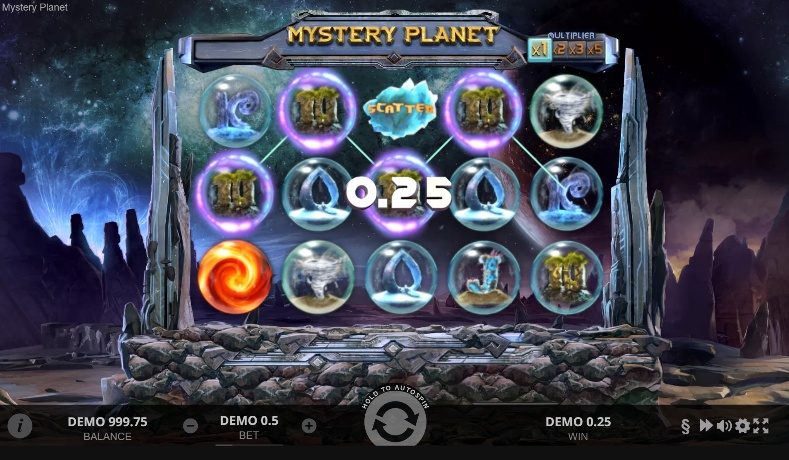 Mystery Planet
MYSTERY PLANET
MULTIPLIER
x1 x2 x3 x5
SCATTER
0.25
J
HOLD TO AUTOSPIN
DEMO 999.75
BALANCE
DEMO 0.5
BET
DEMO 0.25
WIN